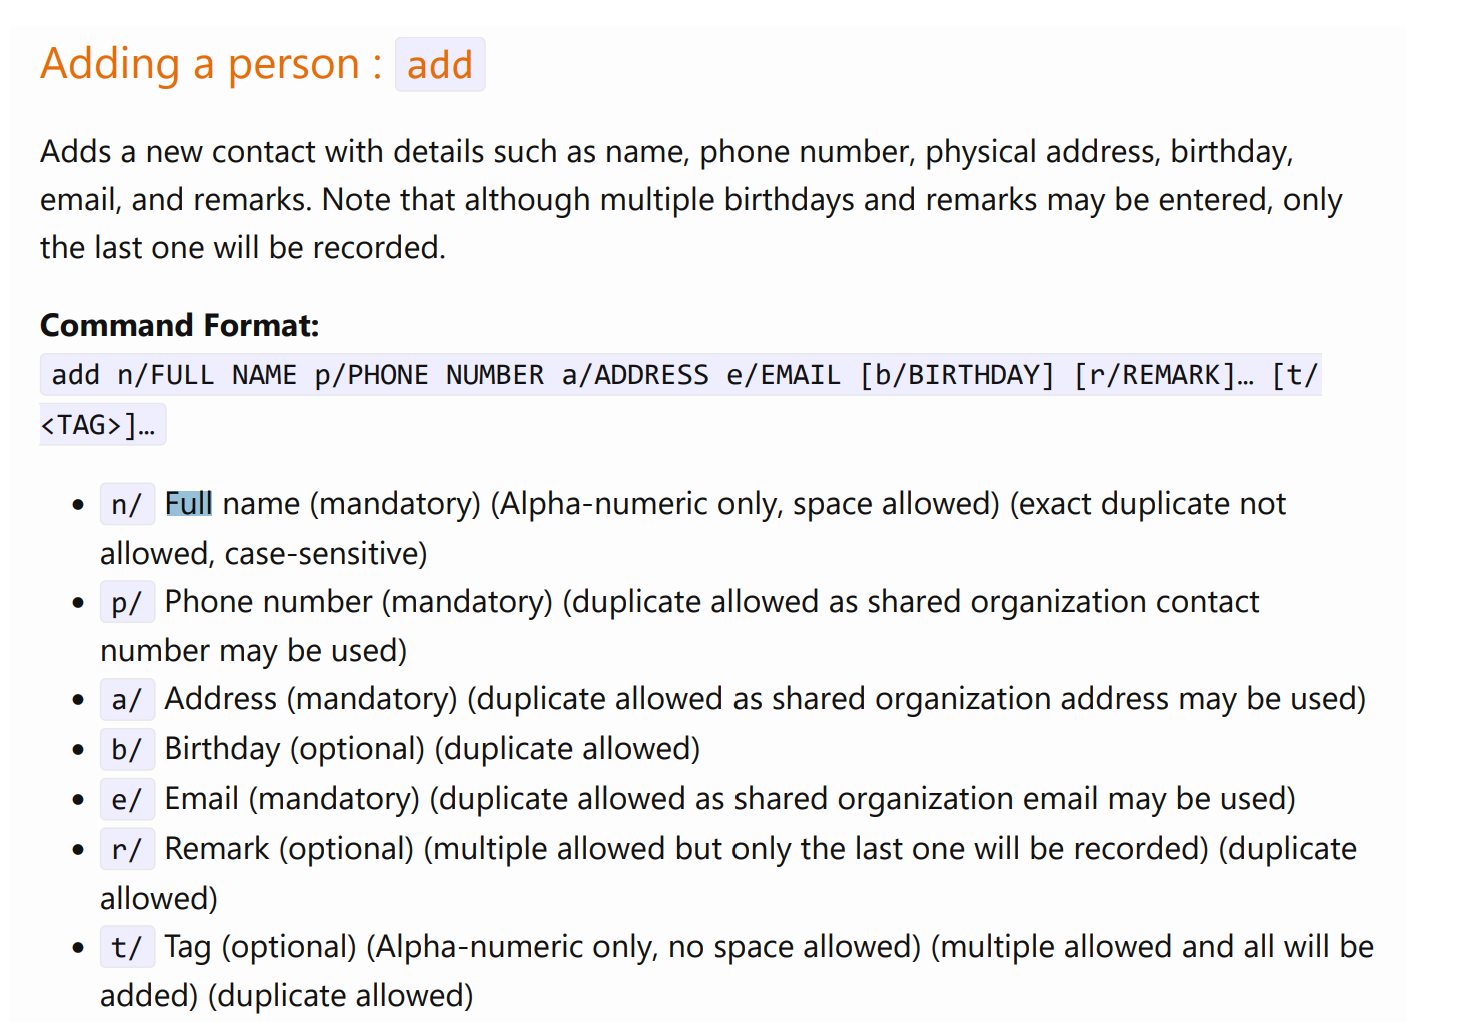 Adding a person : add
Adds a new contact with details such as name, phone number, physical address, birthday,
email, and remarks. Note that although multiple birthdays and remarks may be entered, only
the last one will be recorded.
Command Format:
add n/FULL NAME p/PHONE NUMBER a/ADDRESS e/EMAIL [b/BIRTHDAY] [r/REMARK]… [t/
<TAG>]…
• n/ Full name (mandatory) (Alpha-numeric only, space allowed) (exact duplicate not
allowed, case-sensitive)
• p/ Phone number (mandatory) (duplicate allowed as shared organization contact
number may be used)
• a/ Address (mandatory) (duplicate allowed as shared organization address may be used)
• b/ Birthday (optional) (duplicate allowed)
• e/ Email (mandatory) (duplicate allowed as shared organization email may be used)
• r/ Remark (optional) (multiple allowed but only the last one will be recorded) (duplicate
allowed)
• t/ Tag (optional) (Alpha-numeric only, no space allowed) (multiple allowed and all will be
added) (duplicate allowed)